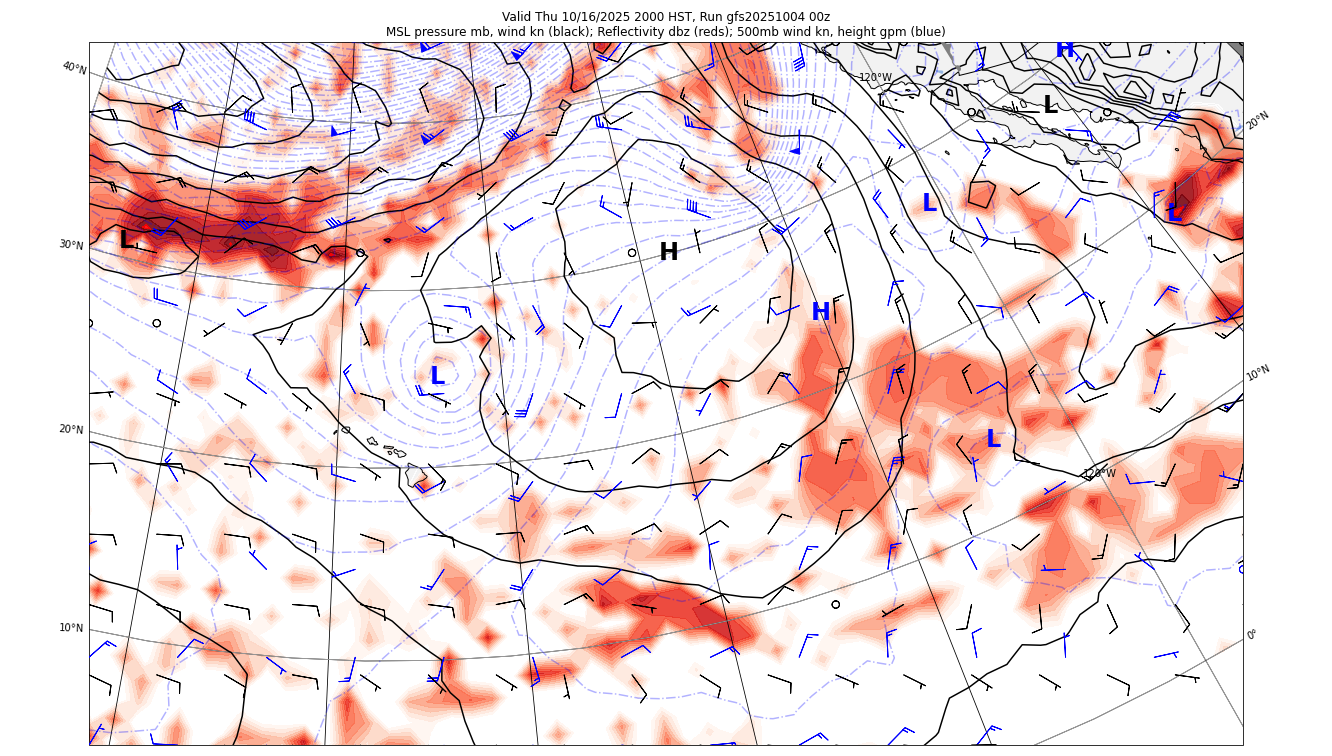 Valid Thu 10/16/2025 2000 HST, Run gfs20251004 00z
MSL pressure mb, wind kn (black); Reflectivity dbz (reds); 500mb wind kn, height gpm (blue)
H
40°N
120°W
L
20°N
L
L
30°N
L
H
H
L
10°N
20°N
L
120°W
10°N
0°